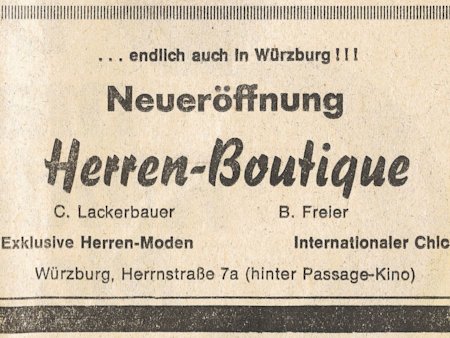 ... endlich auch in Würzburg!!!
Neueröffnung
Herren-Boutique
C. Lackerbauer B. Freier
Exklusive Herren-Moden Internationaler Chic
Würzburg, Herrnstraße 7a (hinter Passage-Kino)